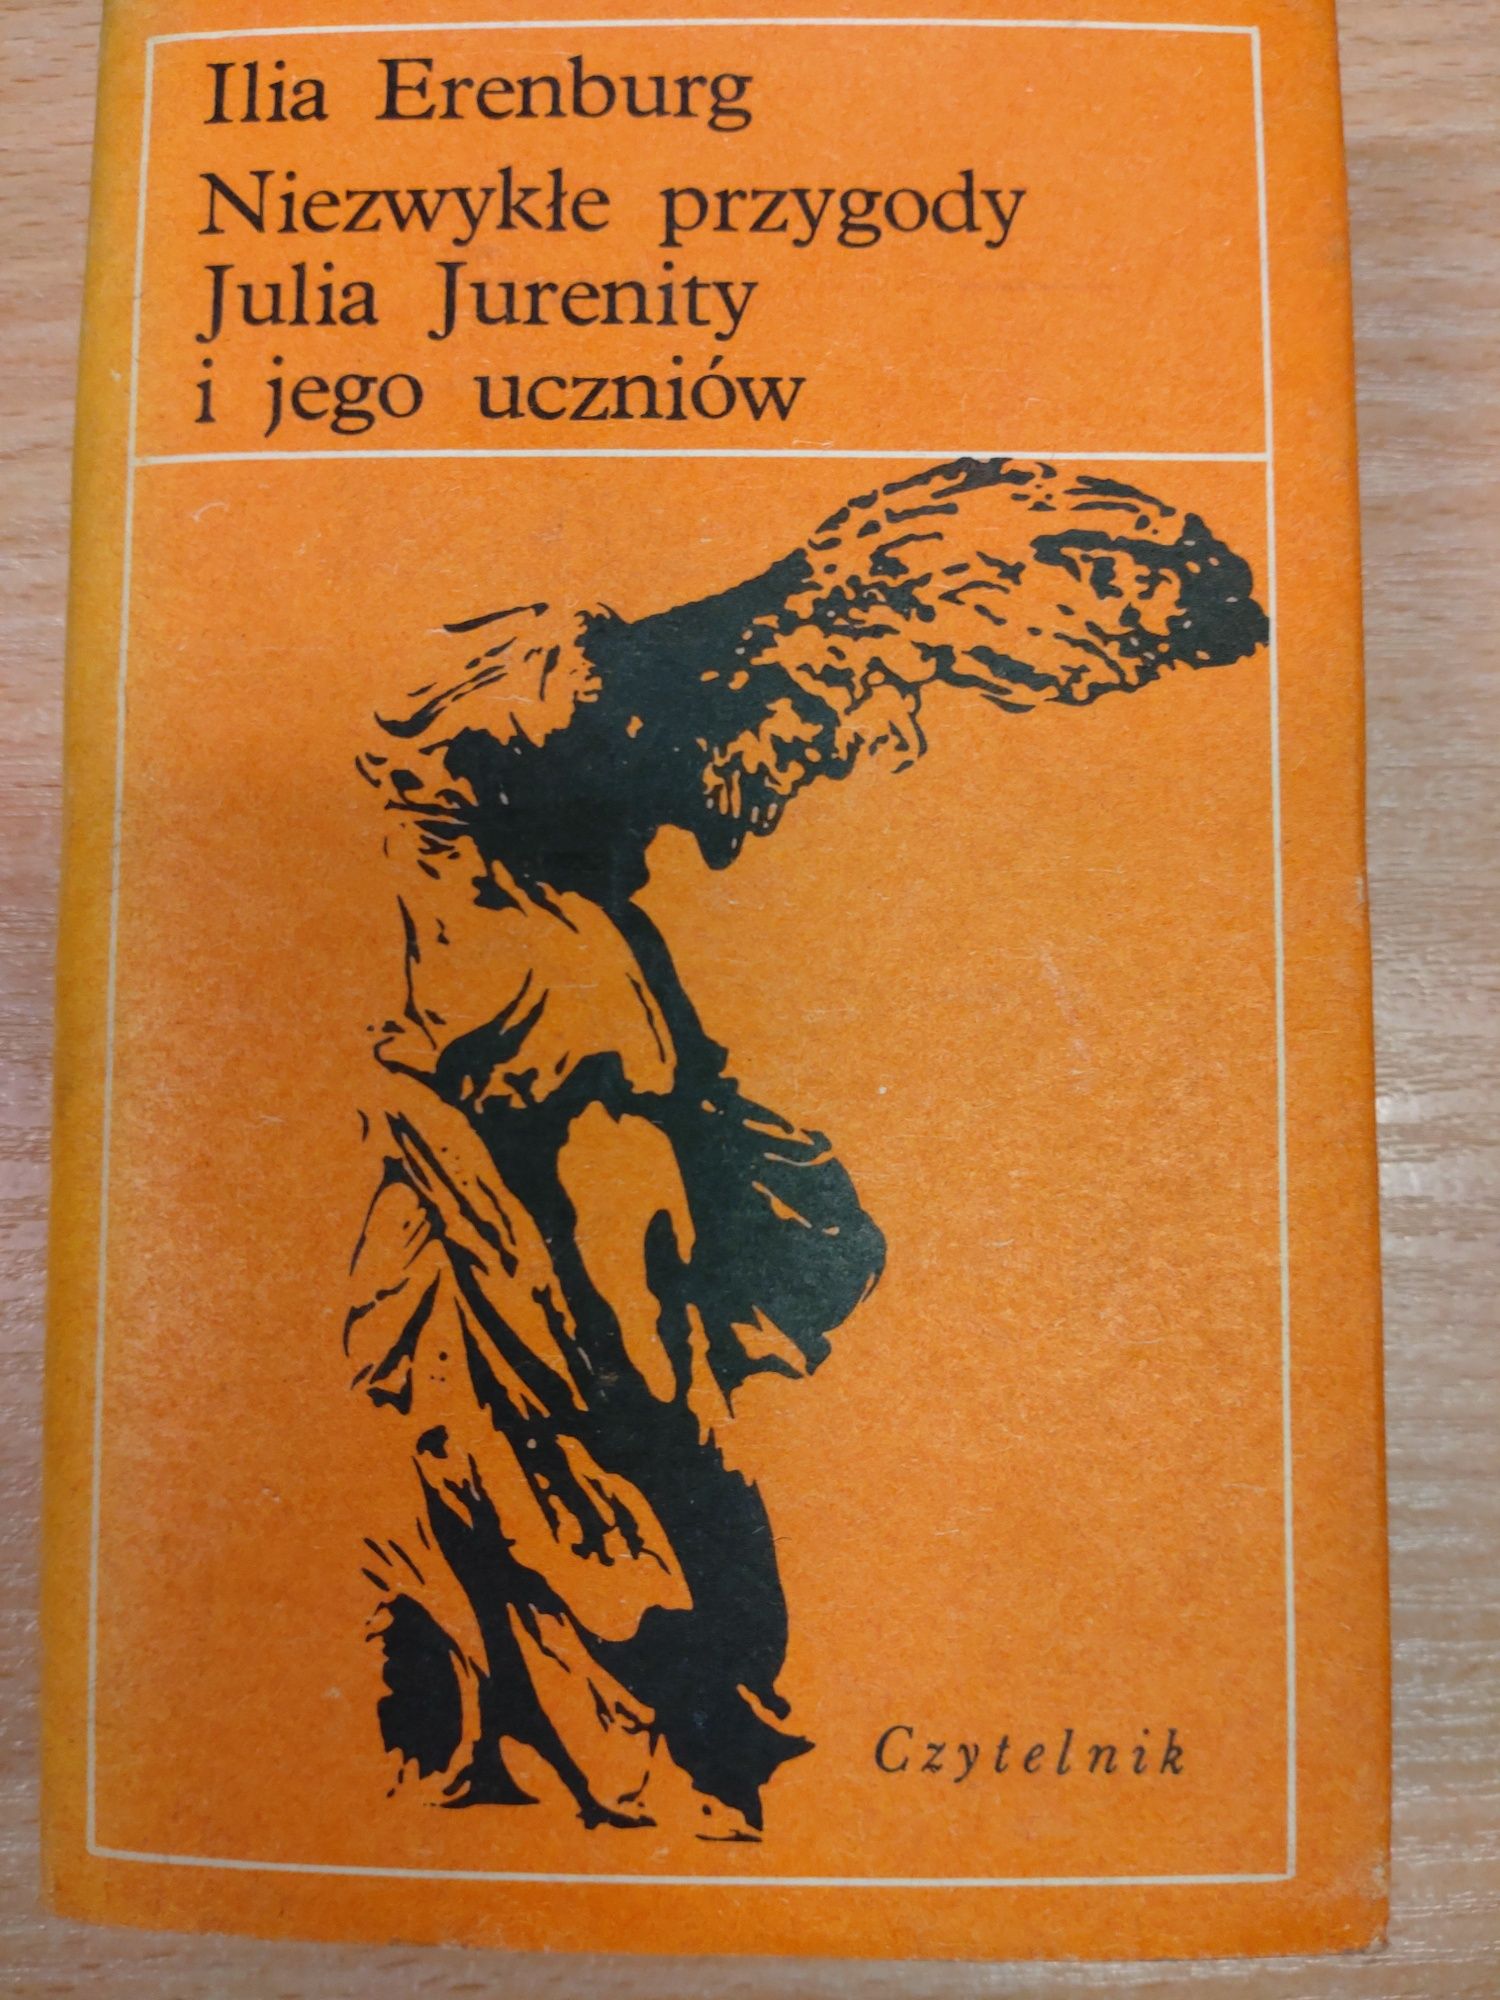 Ilia Erenburg
Niezwykłe przygody
Julia Jurenity
i jego uczniów
Czytelnik